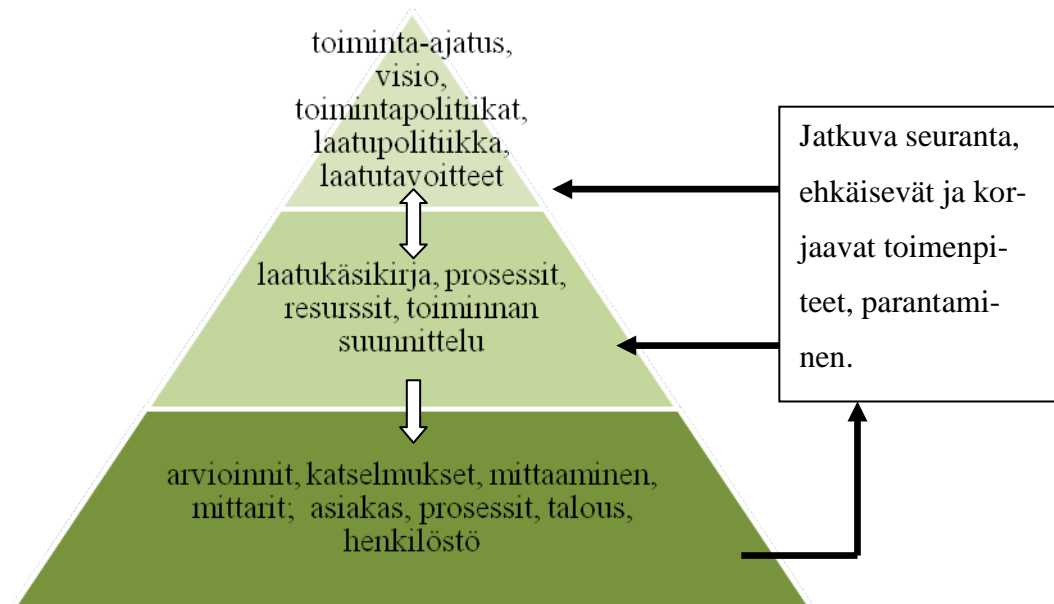 toiminta-ajatus,
visio,
toimintapolitiikat,
laatupolitiikka,
laatutavoitteet
laatukäsikirja, prosessit,
resurssit, toiminnan
suunnittelu
arvioinnit, katselmukset, mittaaminen,
mittarit; asiakas, prosessit, talous,
henkilöstö
Jatkuva seuranta,
ehkäisevät ja kor-
jaavat toimenpi-
teet, parantami-
nen.